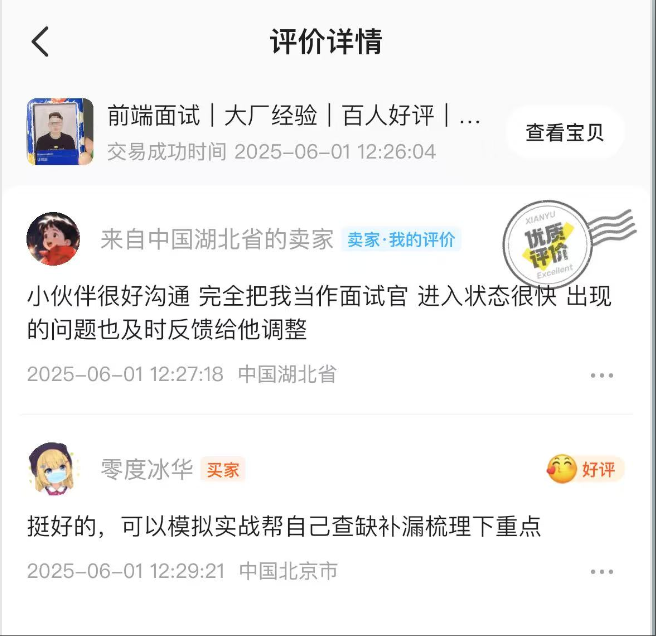 评价详情
前端面试｜大厂经验｜百人好评｜...
交易成功时间 2025-06-01 12:26:04
查看宝贝
来自中国湖北省的卖家
卖家·我的评价
XIANYU
优质
评价
Excellent
小伙伴很好沟通 完全把我当作面试官 进入状态很快 出现
的问题也及时反馈给他调整
2025-06-01 12:27:18 中国湖北省
零度冰华
买家
好评
挺好的，可以模拟实战帮自己查缺补漏梳理下重点
2025-06-01 12:29:21 中国北京市